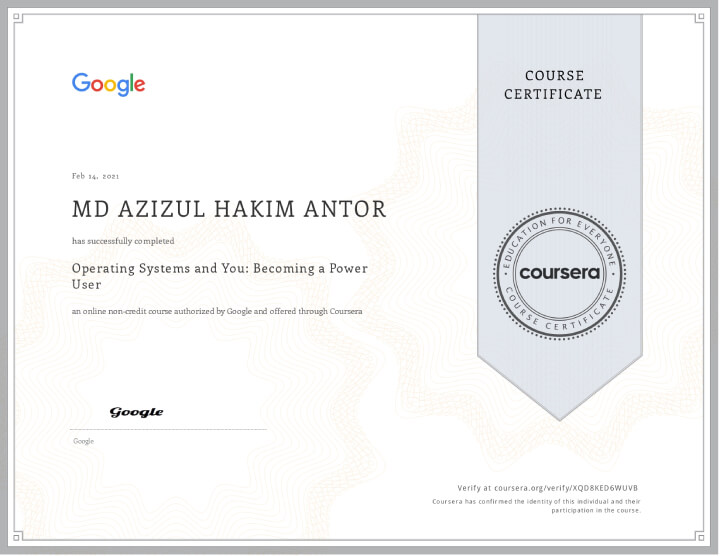 Google
COURSE
CERTIFICATE
Feb 14, 2021
MD AZIZUL HAKIM ANTOR
has successfully completed
Operating Systems and You: Becoming a Power
User
an online non-credit course authorized by Google and offered through Coursera
EDUCATION FOR EVERYONE
coursera
COURSE CERTIFICATE
Google
Google
Verify at coursera.org/verify/XQD8KED6WUVB
Coursera has confirmed the identity of this individual and their
participation in the course.